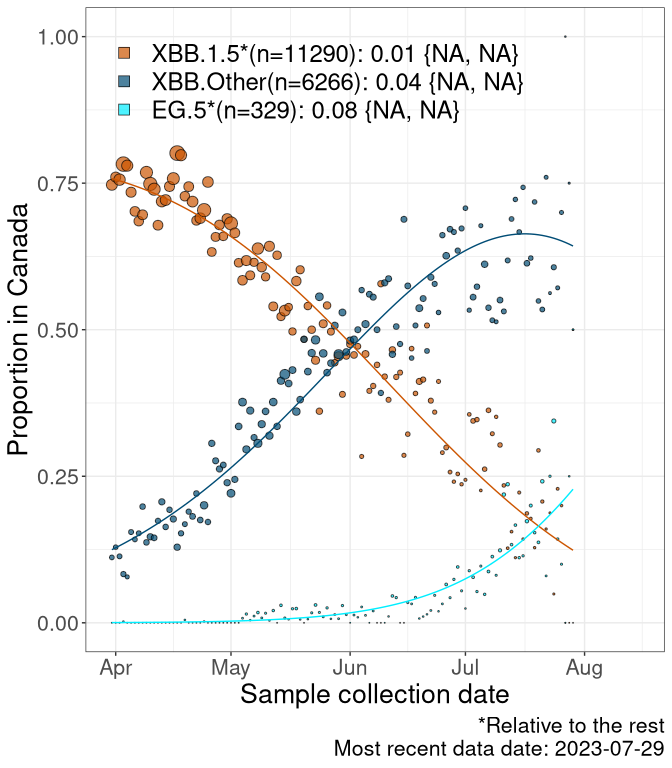 1.00
0.75
0.50
0.25
0.00
Proportion in Canada
XBB.1.5*(n=11290): 0.01 {NA, NA}
XBB.Other(n=6266): 0.04 {NA, NA}
EG.5*(n=329): 0.08 {NA, NA}
Apr May Jun Jul Aug
Sample collection date
*Relative to the rest
Most recent data date: 2023-07-29